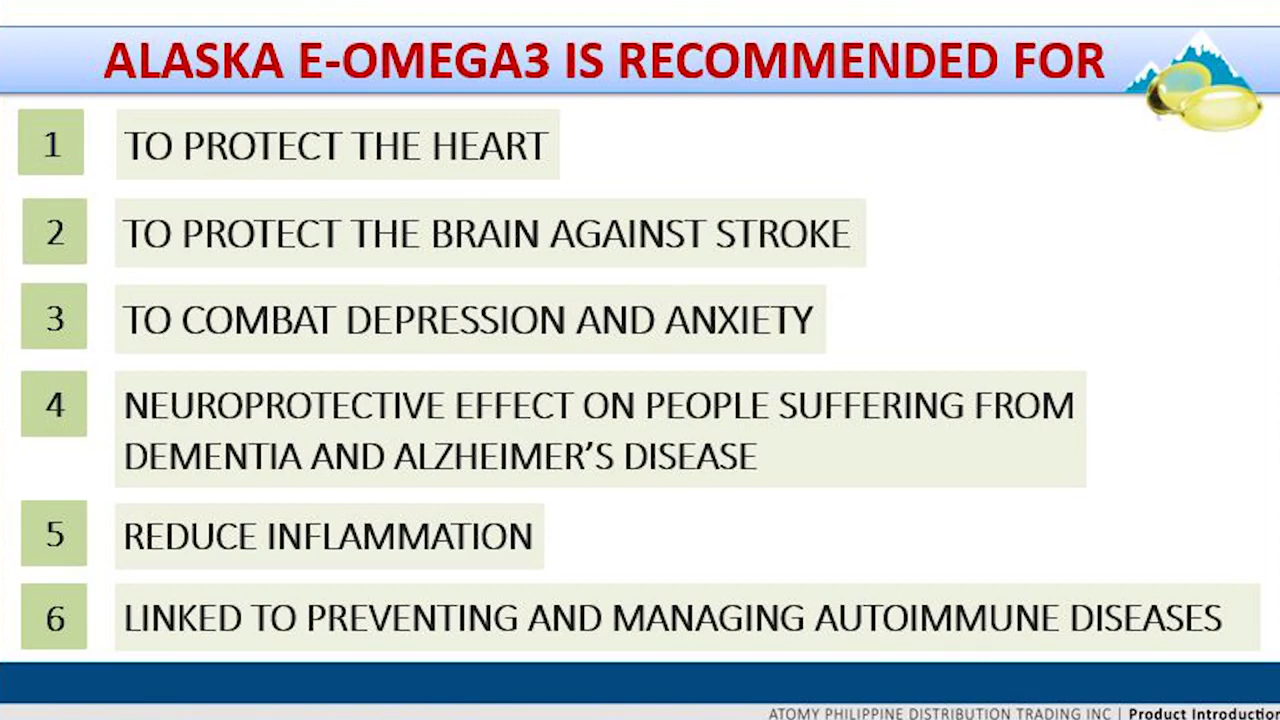 ALASKA E-OMEGA3 IS RECOMMENDED FOR
1 TO PROTECT THE HEART
2 TO PROTECT THE BRAIN AGAINST STROKE
3 TO COMBAT DEPRESSION AND ANXIETY
4 NEUROPROTECTIVE EFFECT ON PEOPLE SUFFERING FROM
DEMENTIA AND ALZHEIMER'S DISEASE
5 REDUCE INFLAMMATION
6 LINKED TO PREVENTING AND MANAGING AUTOIMMUNE DISEASES
ATOMY PHILIPPINE DISTRIBUTION TRADING INC | Product Introduction